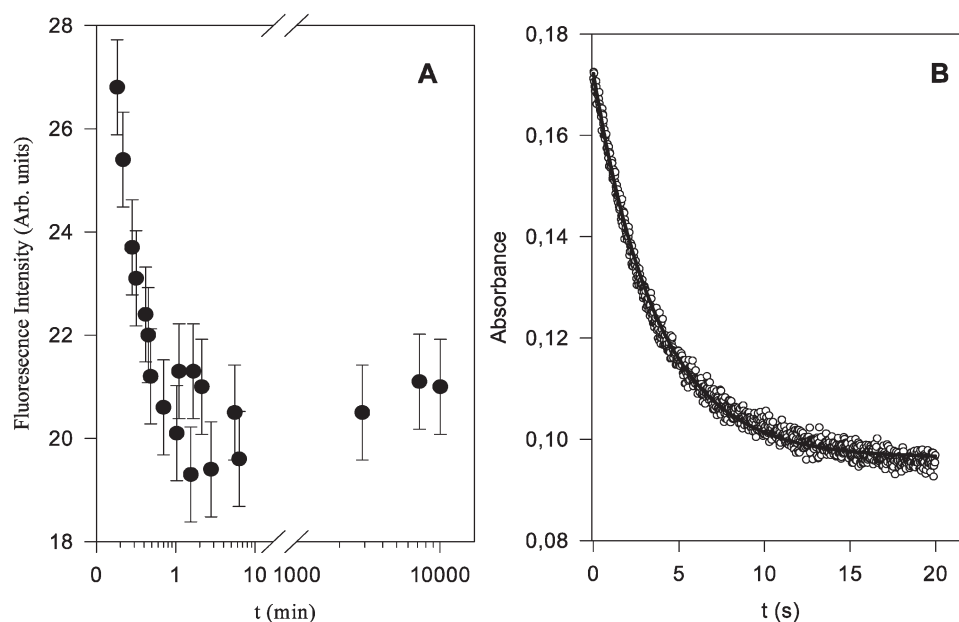 A
28
26
24
22
20
18
Fluoresecnce Intensity (Arb. units)
0 1 10 1000 10000
t (min)
B
0,18
0,16
0,14
0,12
0,10
0,08
Absorbance
0 5 10 15 20
t (s)